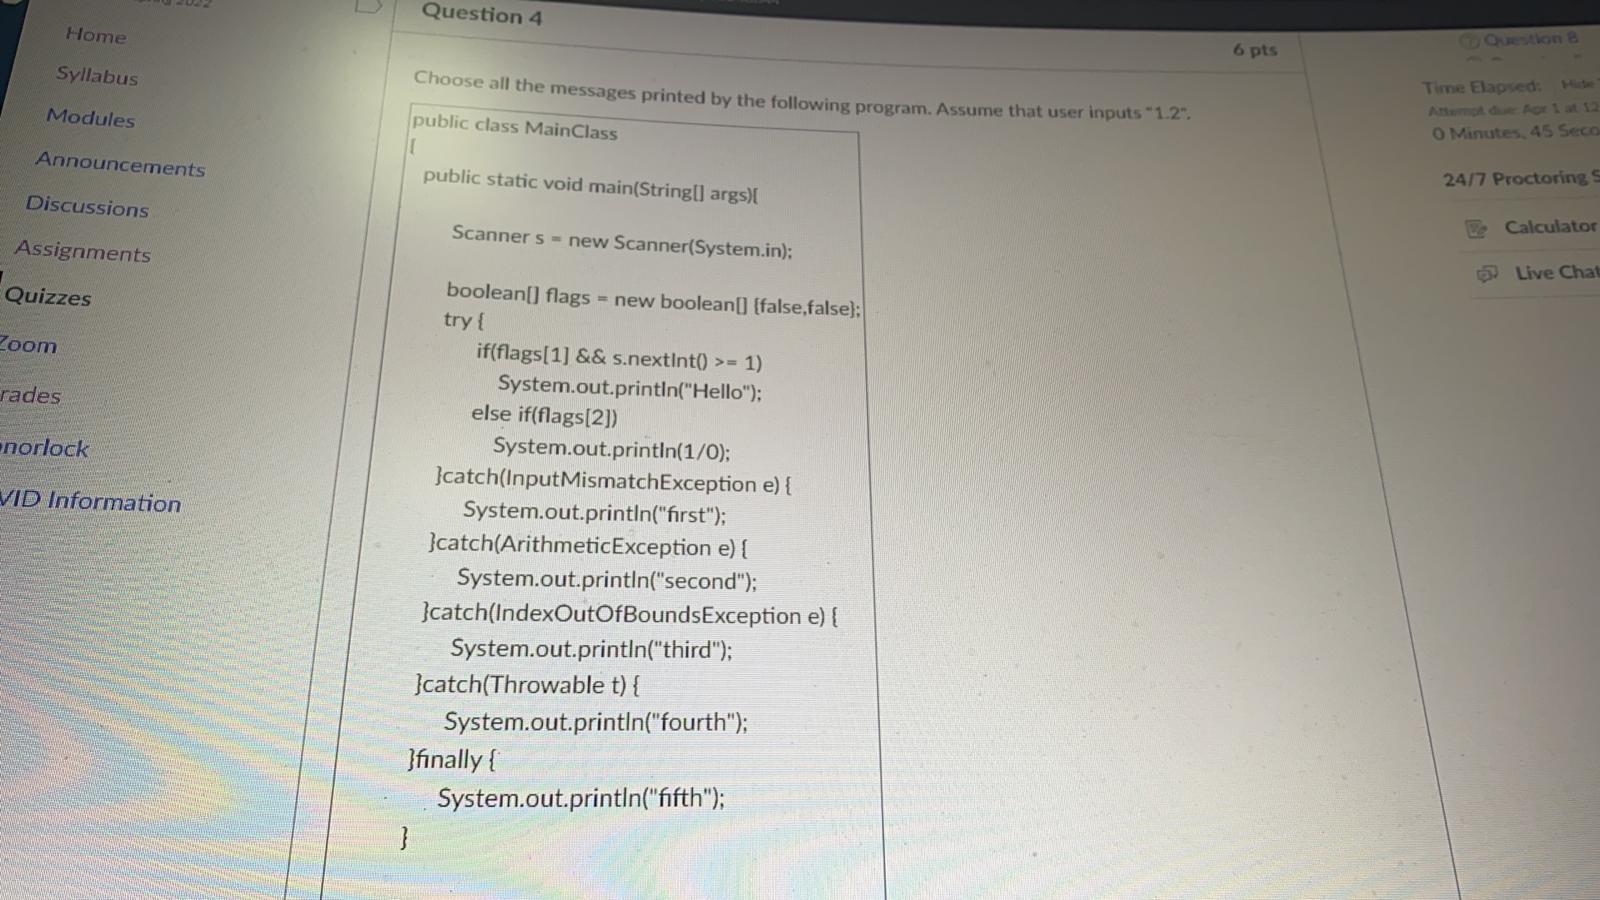 2022
Home
Syllabus
Modules
Announcements
Discussions
Assignments
Quizzes
Zoom
rades
norlock
VID Information
Question 4
6 pts
Choose all the messages printed by the following program. Assume that user inputs "1.2".
public class MainClass
{
public static void main(String[] args){
Scanner s = new Scanner(System.in);
boolean[] flags = new boolean[] {false,false};
try {
if(flags[1] && s.nextInt() >= 1)
System.out.println("Hello");
else if(flags[2])
System.out.println(1/0);
}catch(InputMismatchException e) {
System.out.println("first");
}catch(ArithmeticException e) {
System.out.println("second");
}catch(IndexOutOfBoundsException e) {
System.out.println("third");
}catch(Throwable t) {
System.out.println("fourth");
}finally {
System.out.println("fifth");
}
Question 8
Time Elapsed: Hide
Attempt due: Apr 1 at 12
0 Minutes, 45 Seco
24/7 Proctoring S
Calculator
Live Chat